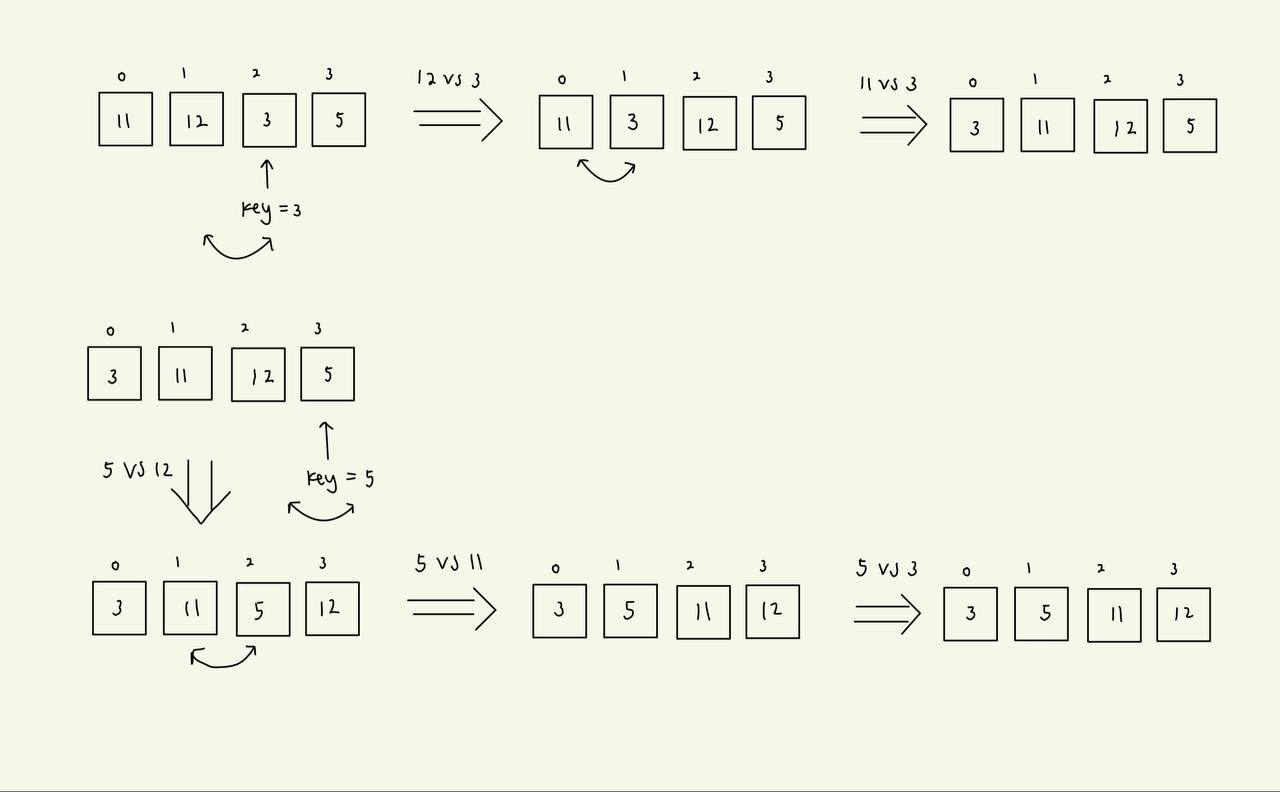 0 1 2 3 12 vs 3 0 1 2 3 11 vs 3 0 1 2 3
11 12 3 5 11 3 12 5 3 11 12 5
key = 3
0 1 2 3
3 11 12 5
5 vs 12 key = 5
0 1 2 3 5 vs 11 0 1 2 3 5 vs 3 0 1 2 3
3 11 5 12 3 5 11 12 3 5 11 12